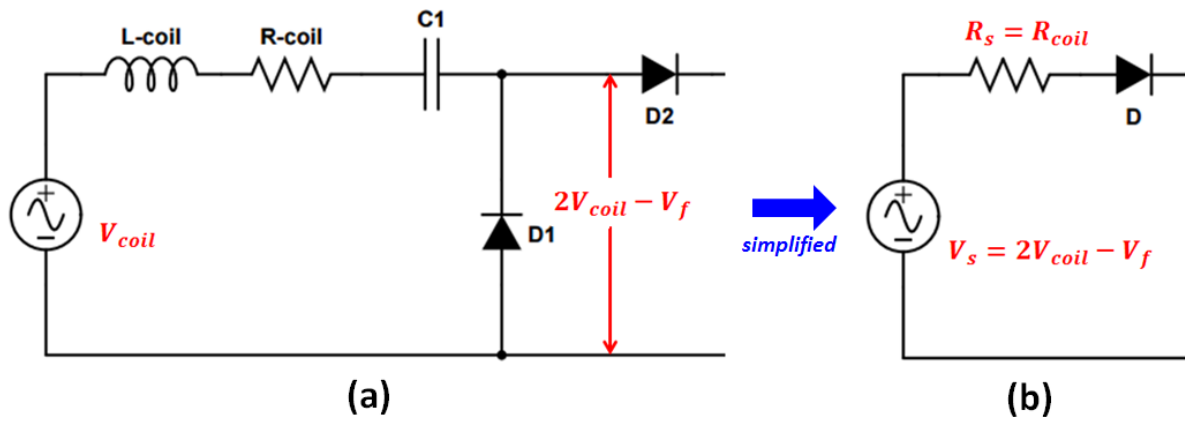 L-coil
R-coil
C1
D2
+
−
V_coil
D1
2V_coil − V_f
simplified
(a)
R_s = R_coil
D
+
−
V_s = 2V_coil − V_f
(b)